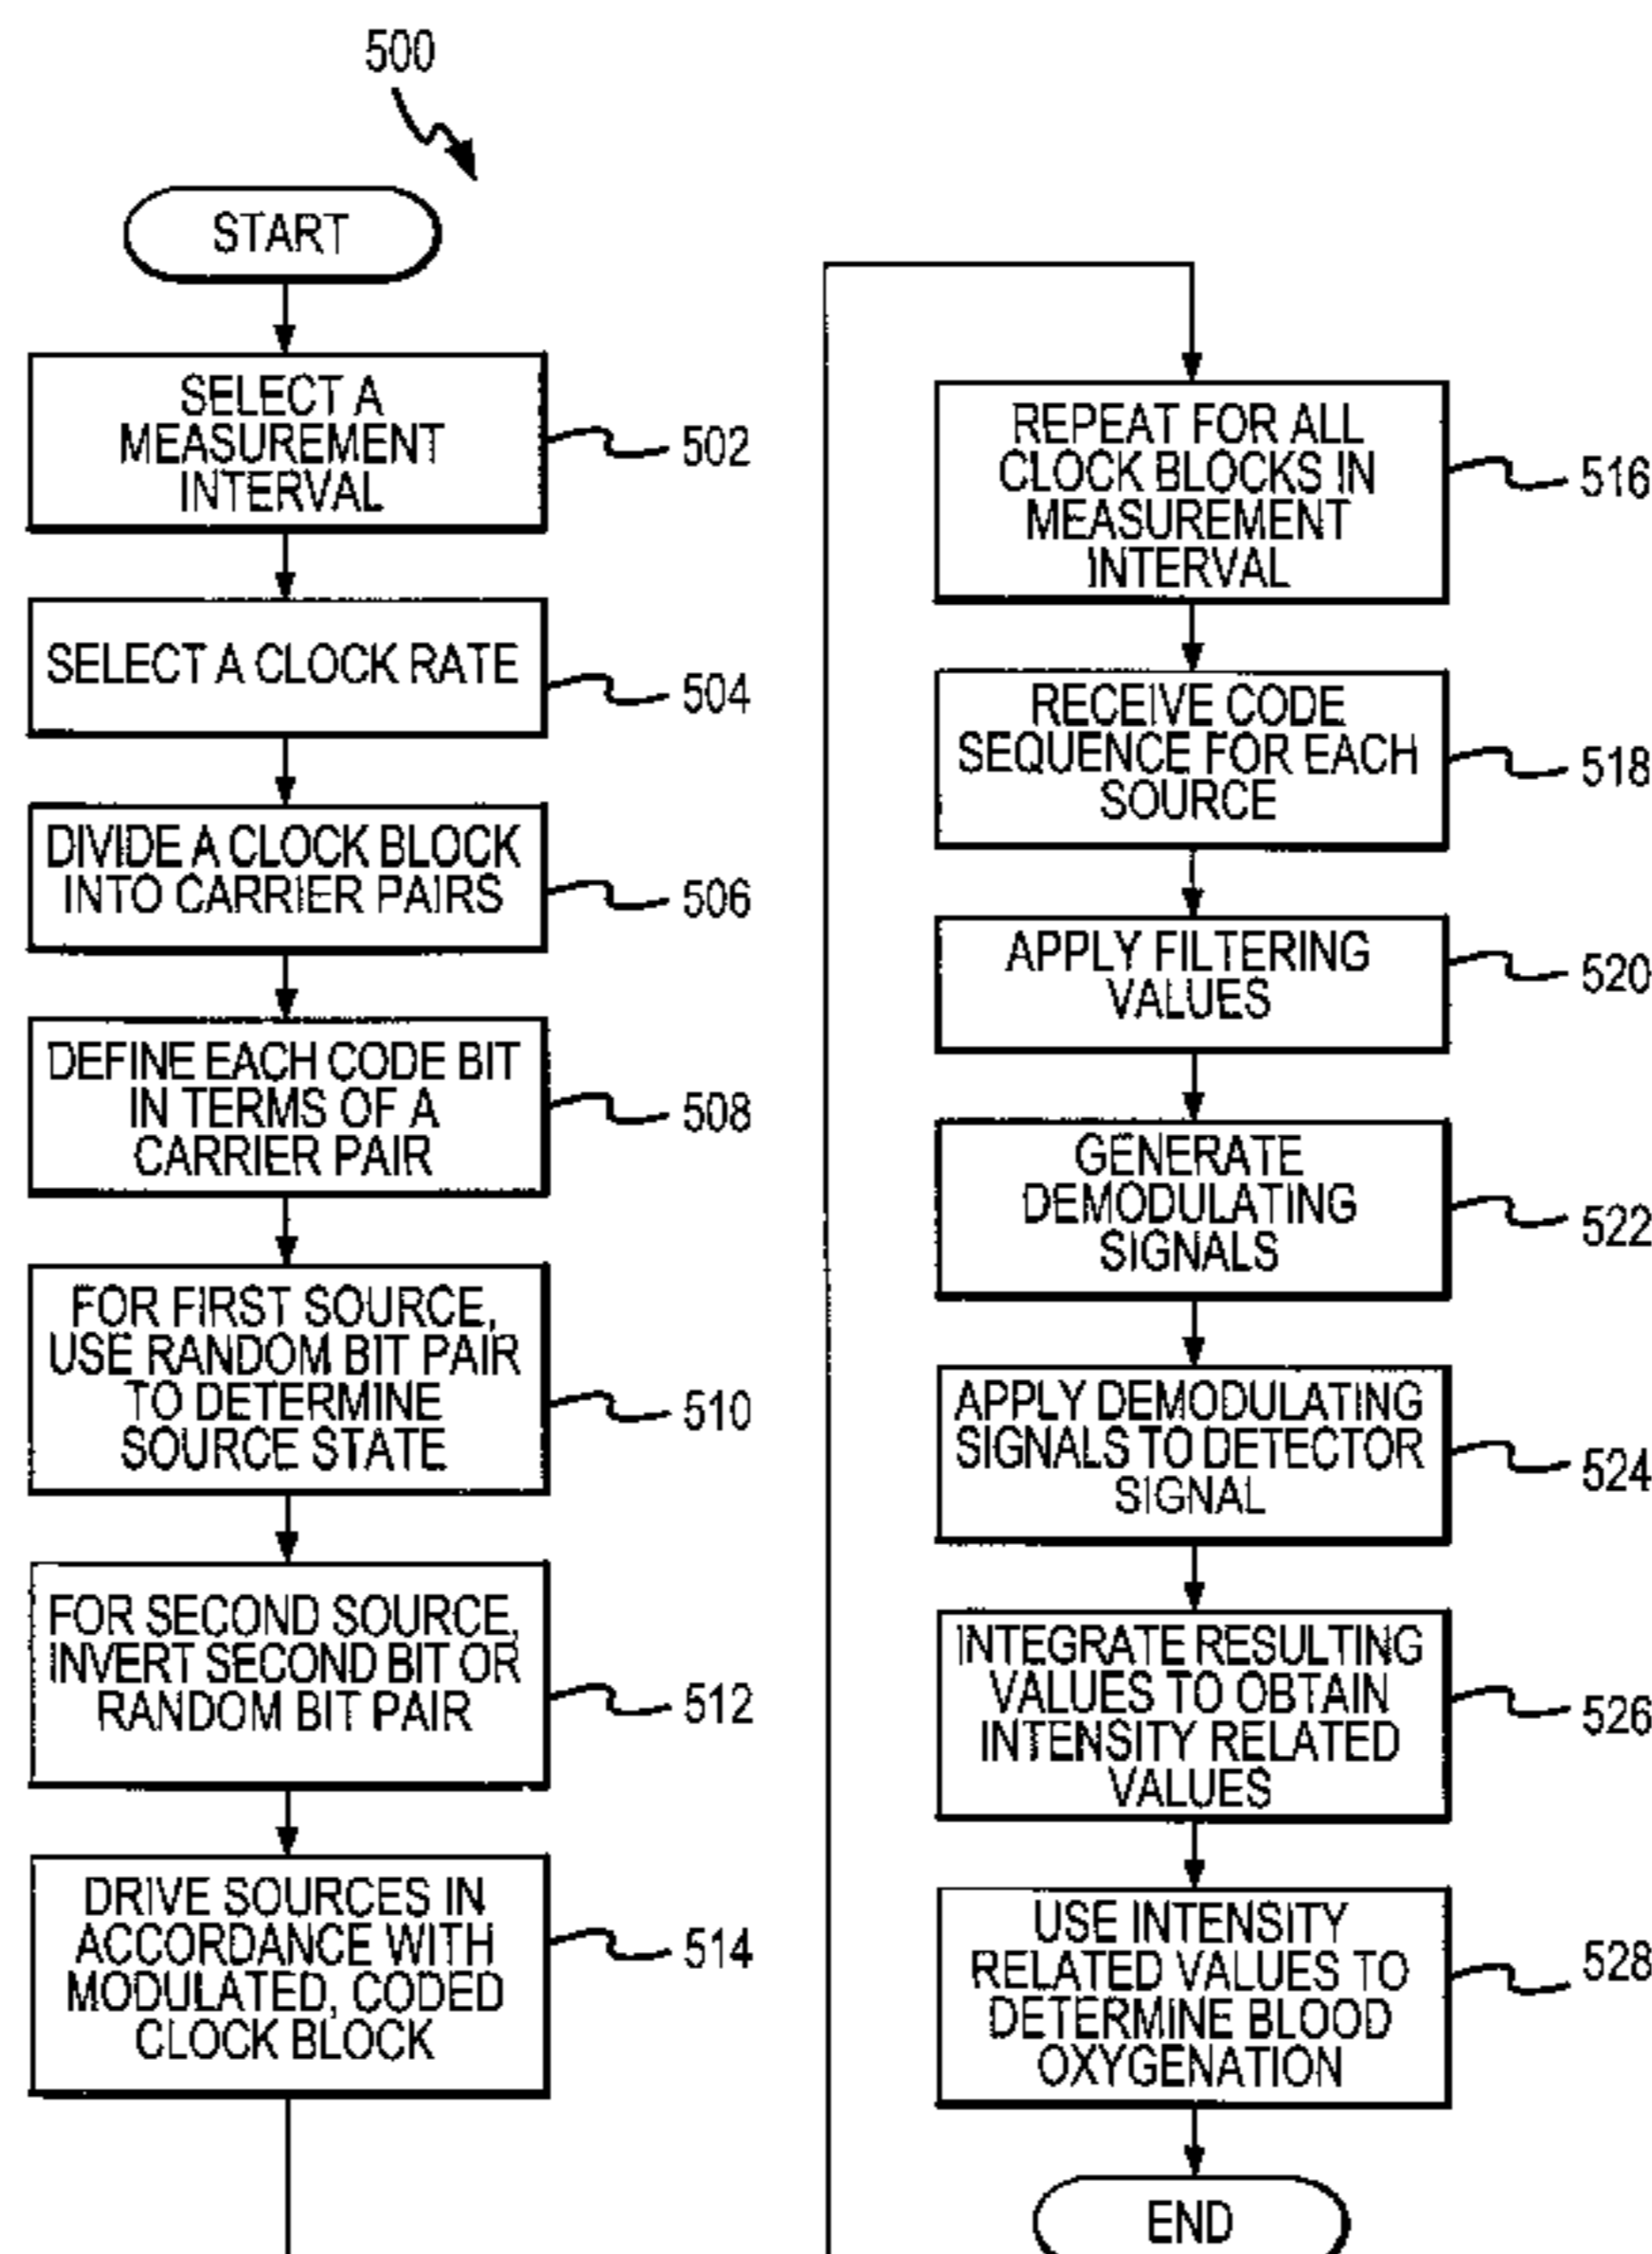 500
START
SELECT A
MEASUREMENT
INTERVAL
502
SELECT A CLOCK RATE
504
DIVIDE A CLOCK BLOCK
INTO CARRIER PAIRS
506
DEFINE EACH CODE BIT
IN TERMS OF A
CARRIER PAIR
508
FOR FIRST SOURCE,
USE RANDOM BIT PAIR
TO DETERMINE
SOURCE STATE
510
FOR SECOND SOURCE,
INVERT SECOND BIT OR
RANDOM BIT PAIR
512
DRIVE SOURCES IN
ACCORDANCE WITH
MODULATED, CODED
CLOCK BLOCK
514
REPEAT FOR ALL
CLOCK BLOCKS IN
MEASUREMENT
INTERVAL
516
RECEIVE CODE
SEQUENCE FOR EACH
SOURCE
518
APPLY FILTERING
VALUES
520
GENERATE
DEMODULATING
SIGNALS
522
APPLY DEMODULATING
SIGNALS TO DETECTOR
SIGNAL
524
INTEGRATE RESULTING
VALUES TO OBTAIN
INTENSITY RELATED
VALUES
526
USE INTENSITY
RELATED VALUES TO
DETERMINE BLOOD
OXYGENATION
528
END